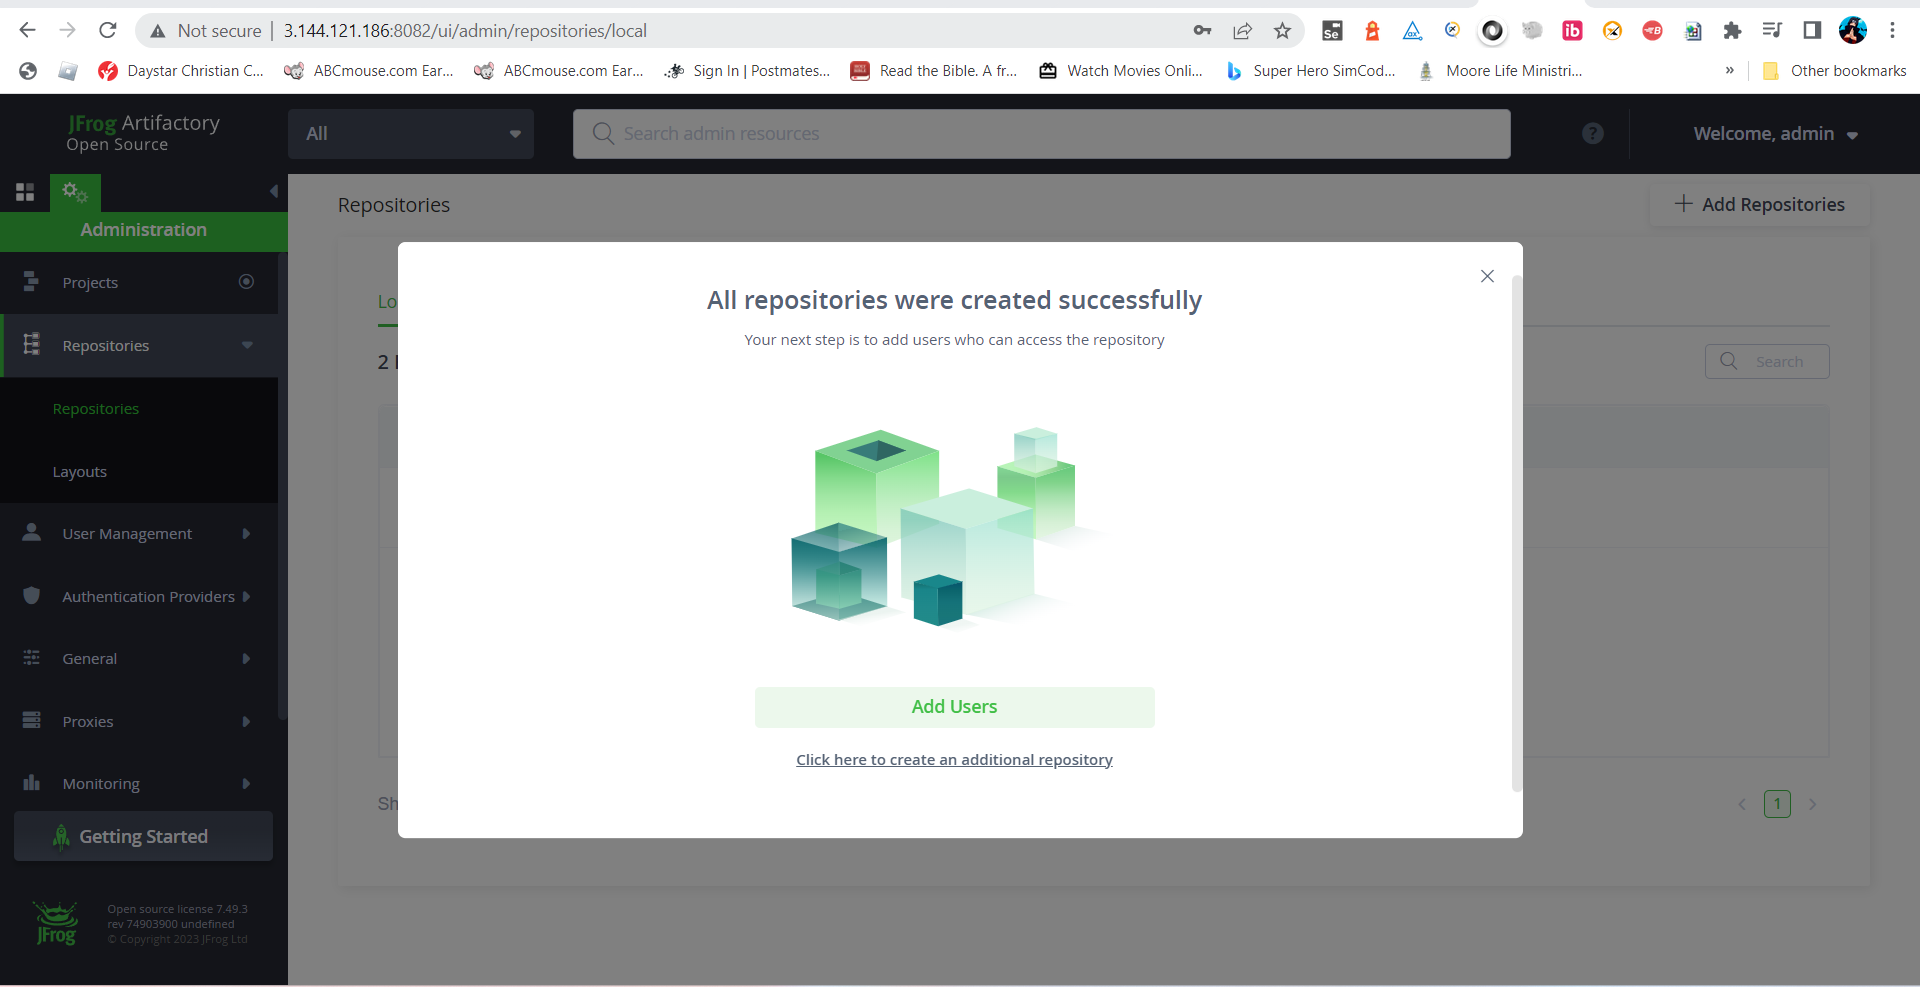 Not secure | 3.144.121.186:8082/ui/admin/repositories/local
Daystar Christian C... ABCmouse.com Ear... ABCmouse.com Ear... Sign In | Postmates... Read the Bible. A fr... Watch Movies Onli... Super Hero SimCod... Moore Life Ministri... » Other bookmarks
JFrog Artifactory
Open Source
All
Search admin resources
?
Welcome, admin
Administration
Projects
Repositories
Repositories
Layouts
User Management
Authentication Providers
General
Proxies
Monitoring
Getting Started
JFrog
Open source license 7.49.3
rev 74903900 undefined
© Copyright 2023 JFrog Ltd
Repositories
+ Add Repositories
Lo
2
Search
Sh
1
All repositories were created successfully
Your next step is to add users who can access the repository
Add Users
Click here to create an additional repository